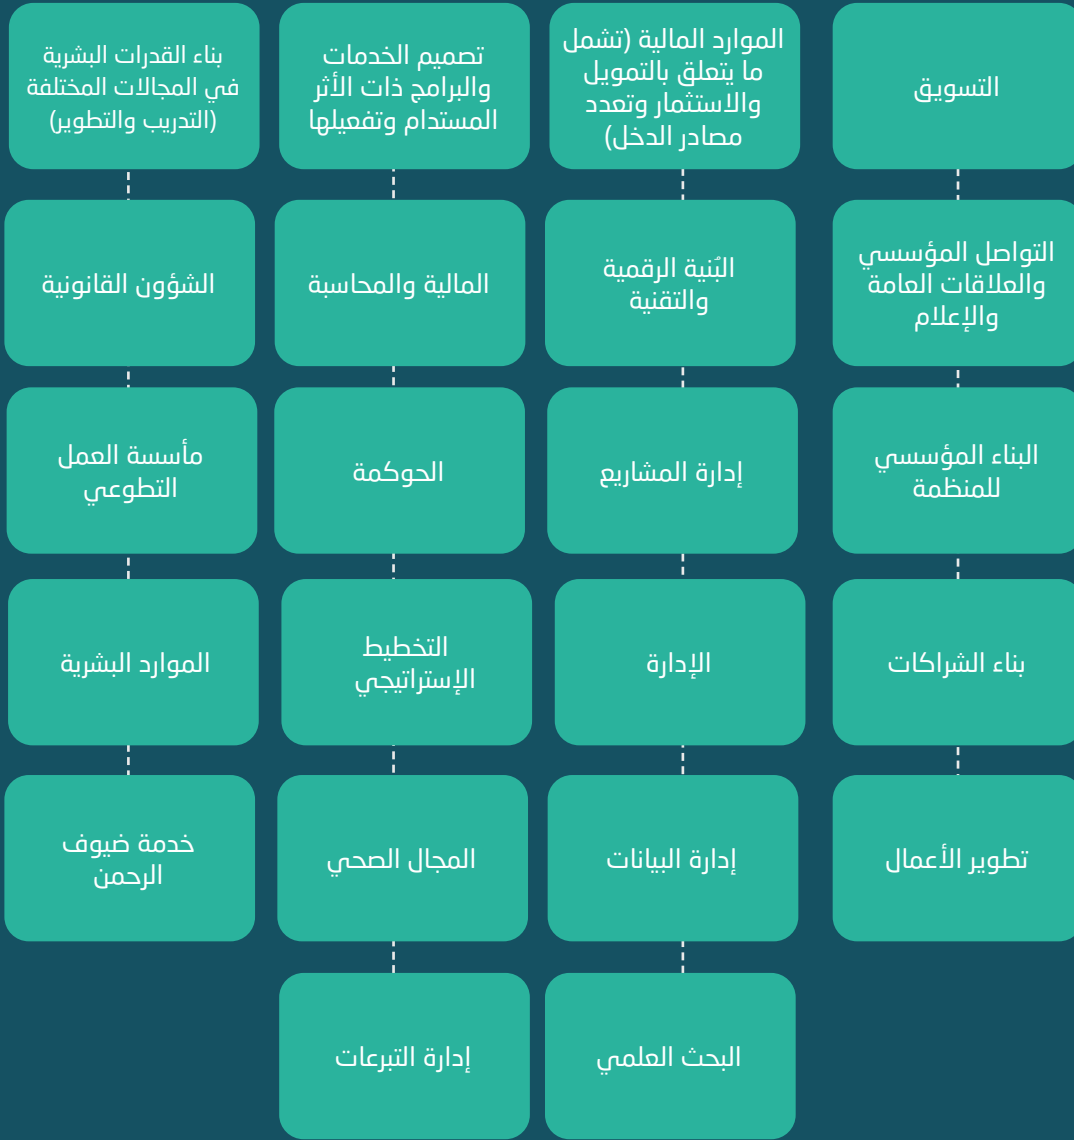 التسويق
الموارد المالية (تشمل
ما يتعلق بالتمويل
والاستثمار وتعدد
مصادر الدخل)
تصميم الخدمات
والبرامج ذات الأثر
المستدام وتفعيلها
بناء القدرات البشرية
في المجالات المختلفة
(التدريب والتطوير)
التواصل المؤسسي
والعلاقات العامة
والإعلام
البُنية الرقمية
والتقنية
المالية والمحاسبة
الشؤون القانونية
البناء المؤسسي
للمنظمة
إدارة المشاريع
الحوكمة
مأسسة العمل
التطوعي
بناء الشراكات
الإدارة
التخطيط
الإستراتيجي
الموارد البشرية
تطوير الأعمال
إدارة البيانات
المجال الصحي
خدمة ضيوف
الرحمن
البحث العلمي
إدارة التبرعات